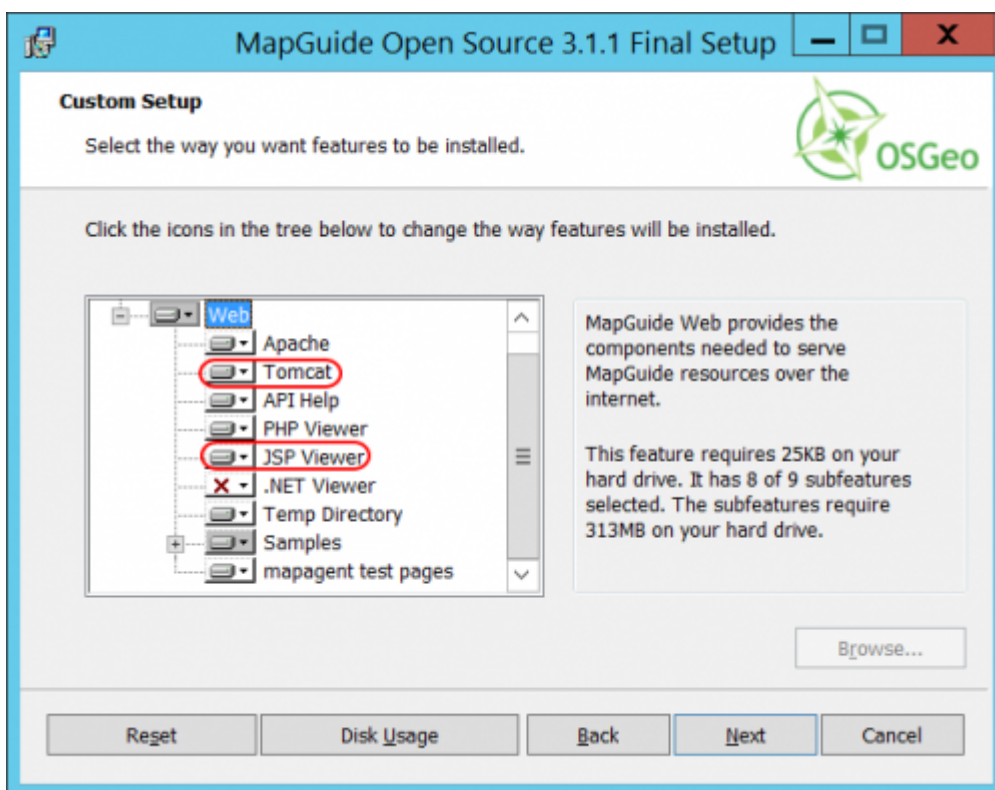 MapGuide Open Source 3.1.1 Final Setup
Custom Setup
Select the way you want features to be installed.
OSGeo
Click the icons in the tree below to change the way features will be installed.
Web
Apache
Tomcat
API Help
PHP Viewer
JSP Viewer
.NET Viewer
Temp Directory
Samples
mapagent test pages
MapGuide Web provides the
components needed to serve
MapGuide resources over the
internet.
This feature requires 25KB on your
hard drive. It has 8 of 9 subfeatures
selected. The subfeatures require
313MB on your hard drive.
Browse...
Reset
Disk Usage
Back
Next
Cancel